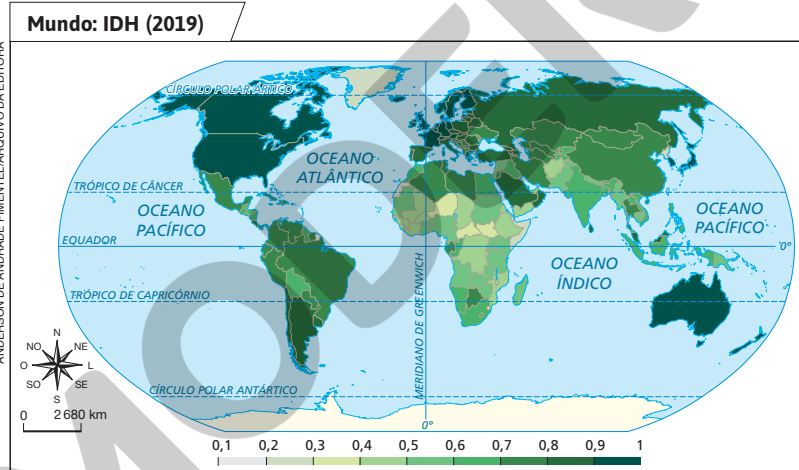 Mundo: IDH (2019)
ANDERSON DE ANDRADE PIMENTEL/ARQUIVO DA EDITORA
CÍRCULO POLAR ÁRTICO
OCEANO
ATLÂNTICO
TRÓPICO DE CÂNCER
OCEANO
PACÍFICO
OCEANO
PACÍFICO
EQUADOR
0°
OCEANO
ÍNDICO
TRÓPICO DE CAPRICÓRNIO
MERIDIANO DE GREENWICH
N
NO NE
O L
SO SE
S
CÍRCULO POLAR ANTÁRTICO
0 2 680 km
0°
0,1 0,2 0,3 0,4 0,5 0,6 0,7 0,8 0,9 1
MODER